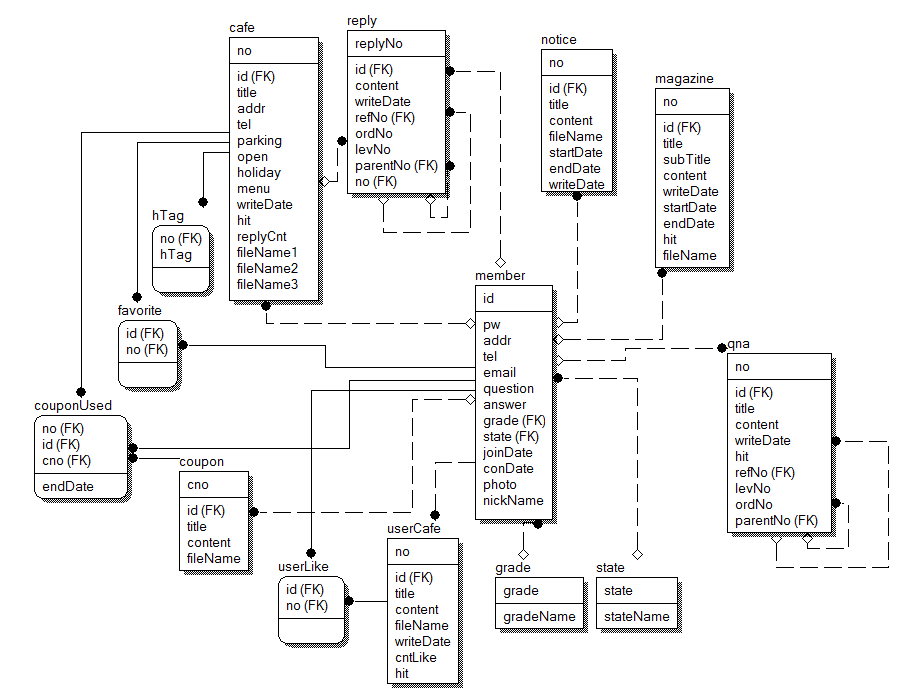 cafe
no
id (FK)
title
addr
tel
parking
open
holiday
menu
writeDate
hit
replyCnt
fileName1
fileName2
fileName3
reply
replyNo
id (FK)
content
writeDate
refNo (FK)
ordNo
levNo
parentNo (FK)
no (FK)
notice
no
id (FK)
title
content
fileName
startDate
endDate
writeDate
magazine
no
id (FK)
title
subTitle
content
writeDate
startDate
endDate
hit
fileName
hTag
no (FK)
hTag
favorite
id (FK)
no (FK)
member
id
pw
addr
tel
email
question
answer
grade (FK)
state (FK)
joinDate
conDate
photo
nickName
qna
no
id (FK)
title
content
writeDate
hit
refNo (FK)
levNo
ordNo
parentNo (FK)
couponUsed
no (FK)
id (FK)
cno (FK)
endDate
coupon
cno
id (FK)
title
content
fileName
userLike
id (FK)
no (FK)
userCafe
no
id (FK)
title
content
fileName
writeDate
cntLike
hit
grade
grade
gradeName
state
state
stateName